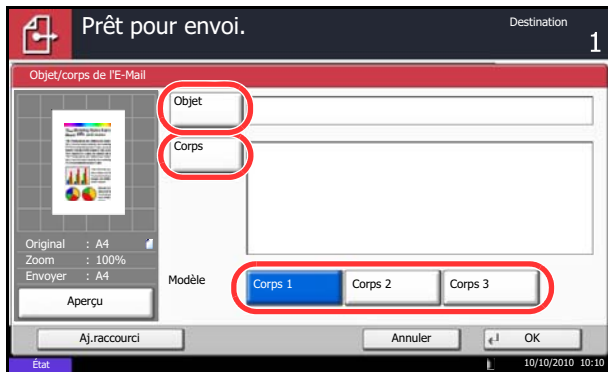 Prêt pour envoi.
Destination
1
Objet/corps de l'E-Mail
Objet
Corps
Original : A4
Zoom : 100%
Envoyer : A4
Aperçu
Modèle
Corps 1
Corps 2
Corps 3
Aj.raccourci
Annuler
OK
État
10/10/2010 10:10